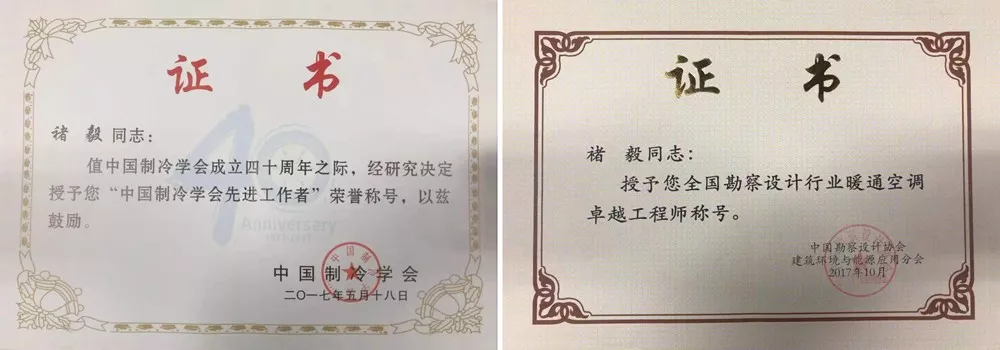 证 书
褚 毅 同志：
值中国制冷学会成立四十周年之际，经研究决定
授予您“中国制冷学会先进工作者”荣誉称号，以兹
鼓励。
Anniversary
中国制冷学会
二〇一七年五月十八日
证 书
褚 毅同志：
授予您全国勘察设计行业暖通空调
卓越工程师称号。
中国勘察设计协会
建筑环境与能源应用分会
2017年10月